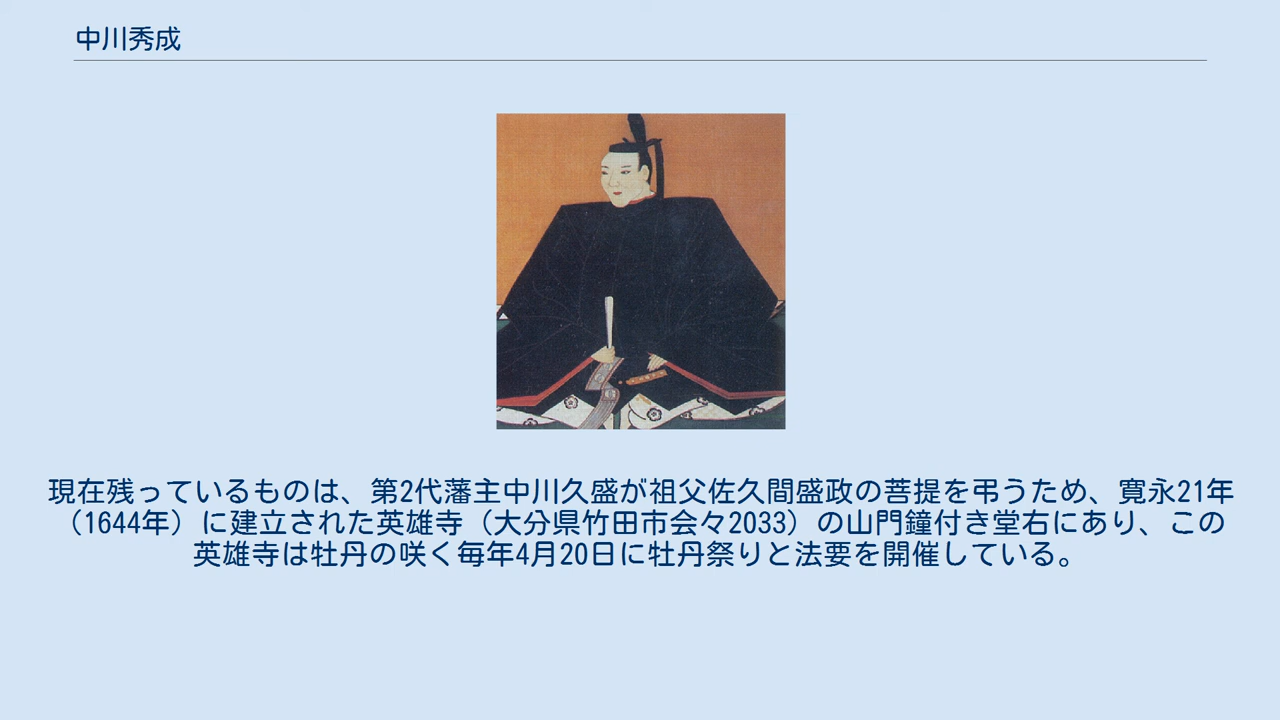 中川秀成
現在残っているものは、第2代藩主中川久盛が祖父佐久間盛政の菩提を弔うため、寛永21年
（1644年）に建立された英雄寺（大分県竹田市会々2033）の山門鐘付き堂右にあり、この
英雄寺は牡丹の咲く毎年4月20日に牡丹祭りと法要を開催している。